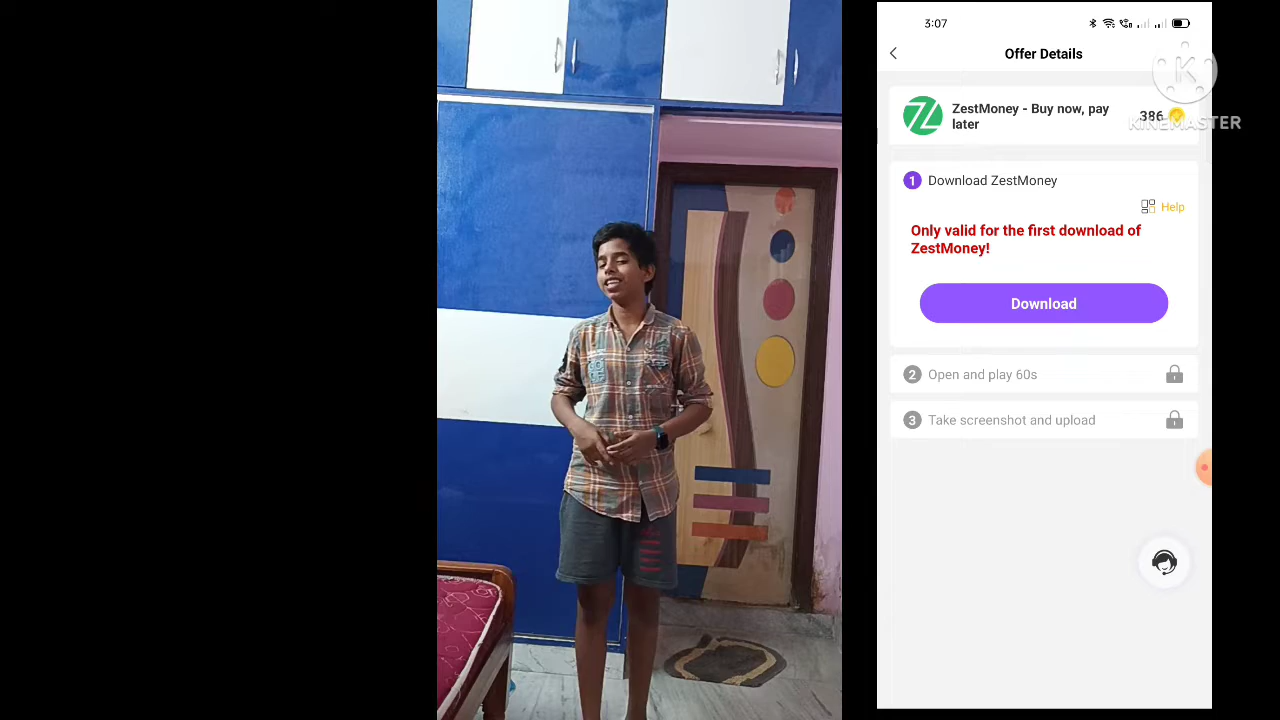 3:07
Offer Details
KINEMASTER
ZestMoney - Buy now, pay
later
386
1 Download ZestMoney
Help
Only valid for the first download of
ZestMoney!
Download
2 Open and play 60s
3 Take screenshot and upload